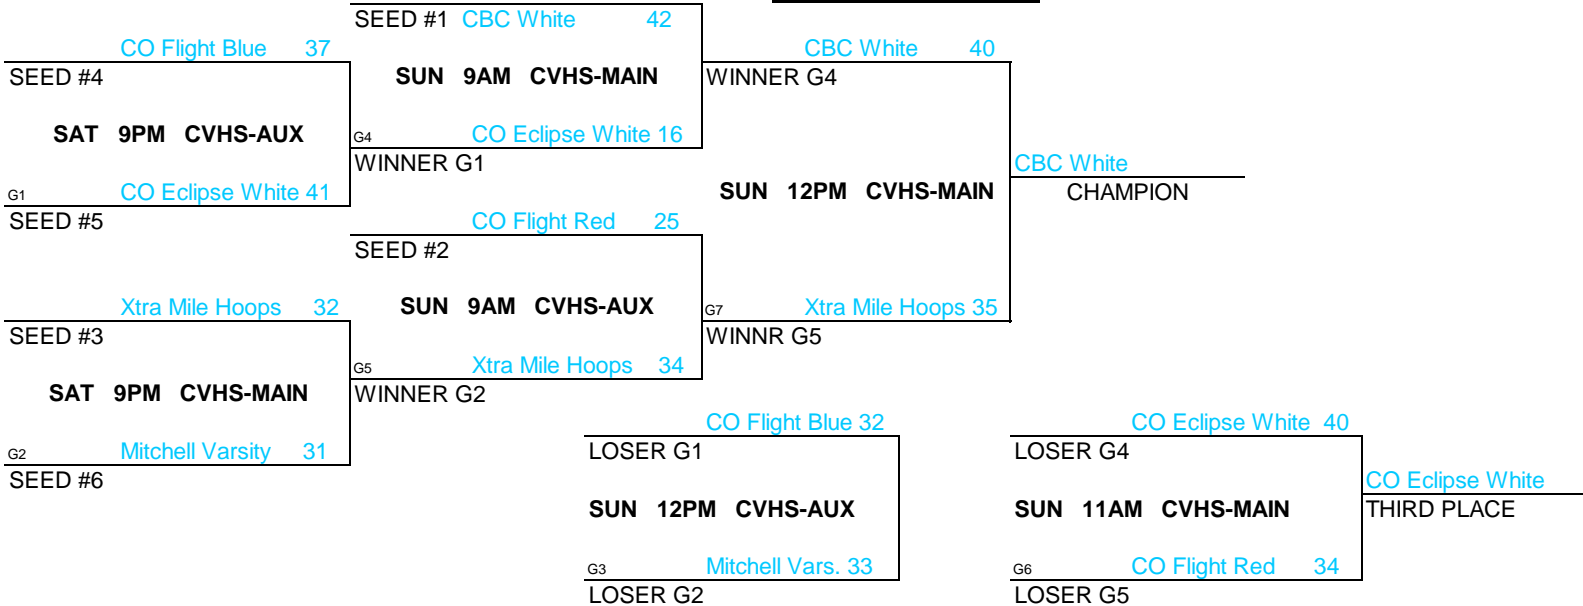 SEED #1 CBC White 42
CO Flight Blue 37
CBC White 40
SEED #4
SUN 9AM CVHS-MAIN
WINNER G4
SAT 9PM CVHS-AUX
G4 CO Eclipse White 16
WINNER G1
CBC White
G1 CO Eclipse White 41
SUN 12PM CVHS-MAIN
CHAMPION
SEED #5
CO Flight Red 25
SEED #2
Xtra Mile Hoops 32
SUN 9AM CVHS-AUX
G7 Xtra Mile Hoops 35
SEED #3
WINNR G5
G5 Xtra Mile Hoops 34
SAT 9PM CVHS-MAIN
WINNER G2
CO Flight Blue 32
CO Eclipse White 40
G2 Mitchell Varsity 31
LOSER G1
LOSER G4
SEED #6
CO Eclipse White
SUN 12PM CVHS-AUX
SUN 11AM CVHS-MAIN
THIRD PLACE
G3 Mitchell Vars. 33
G6 CO Flight Red 34
LOSER G2
LOSER G5